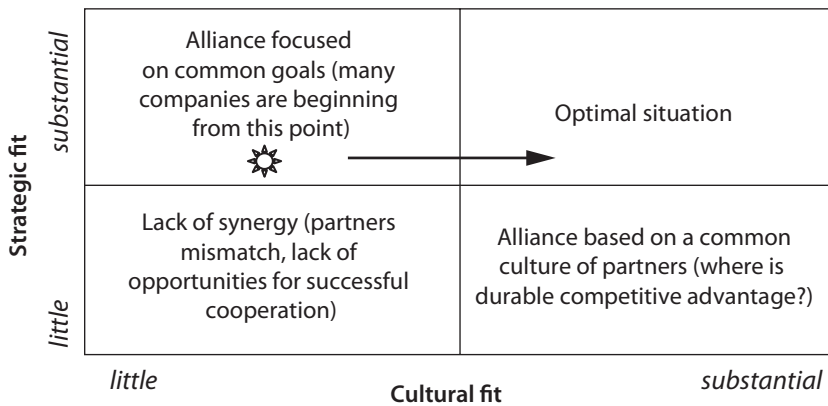 Strategic fit
substantial
little
Alliance focused
on common goals (many
companies are beginning
from this point)
Optimal situation
Lack of synergy (partners
mismatch, lack of
opportunities for successful
cooperation)
Alliance based on a common
culture of partners (where is
durable competitive advantage?)
little
Cultural fit
substantial